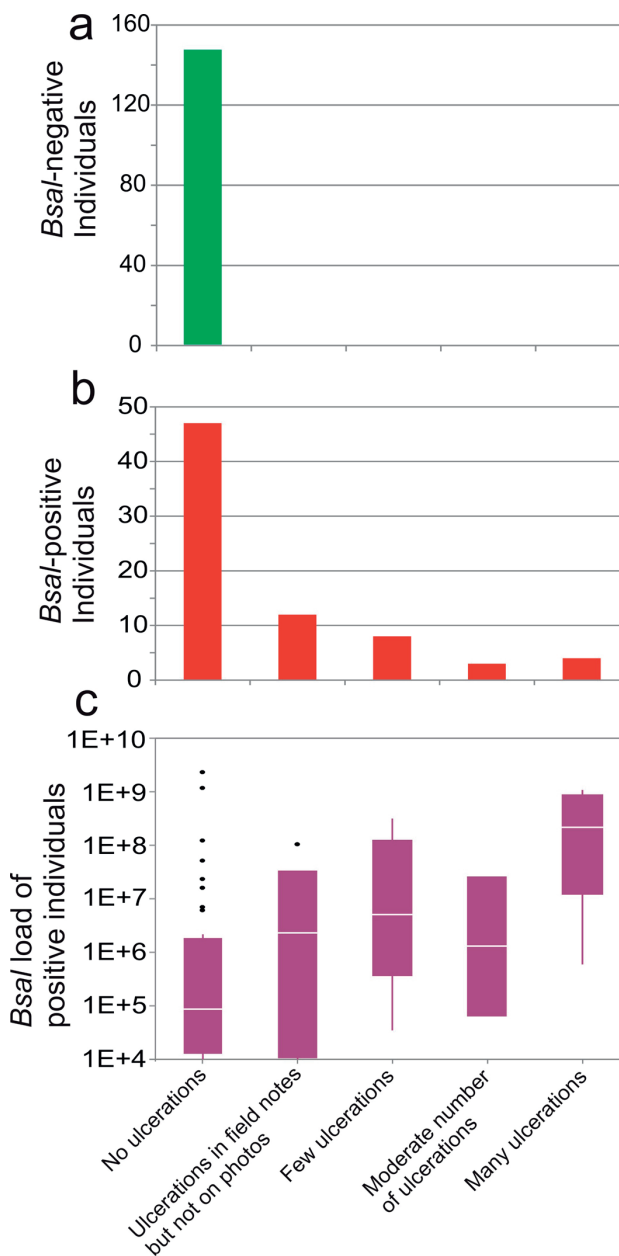 a
Bsal-negative
Individuals
160
120
80
40
0
b
Bsal-positive
Individuals
50
40
30
20
10
0
c
Bsal load of
positive individuals
1E+10
1E+9
1E+8
1E+7
1E+6
1E+5
1E+4
No ulcerations
Ulcerations in field notes
but not on photos
Few ulcerations
Moderate number
of ulcerations
Many ulcerations